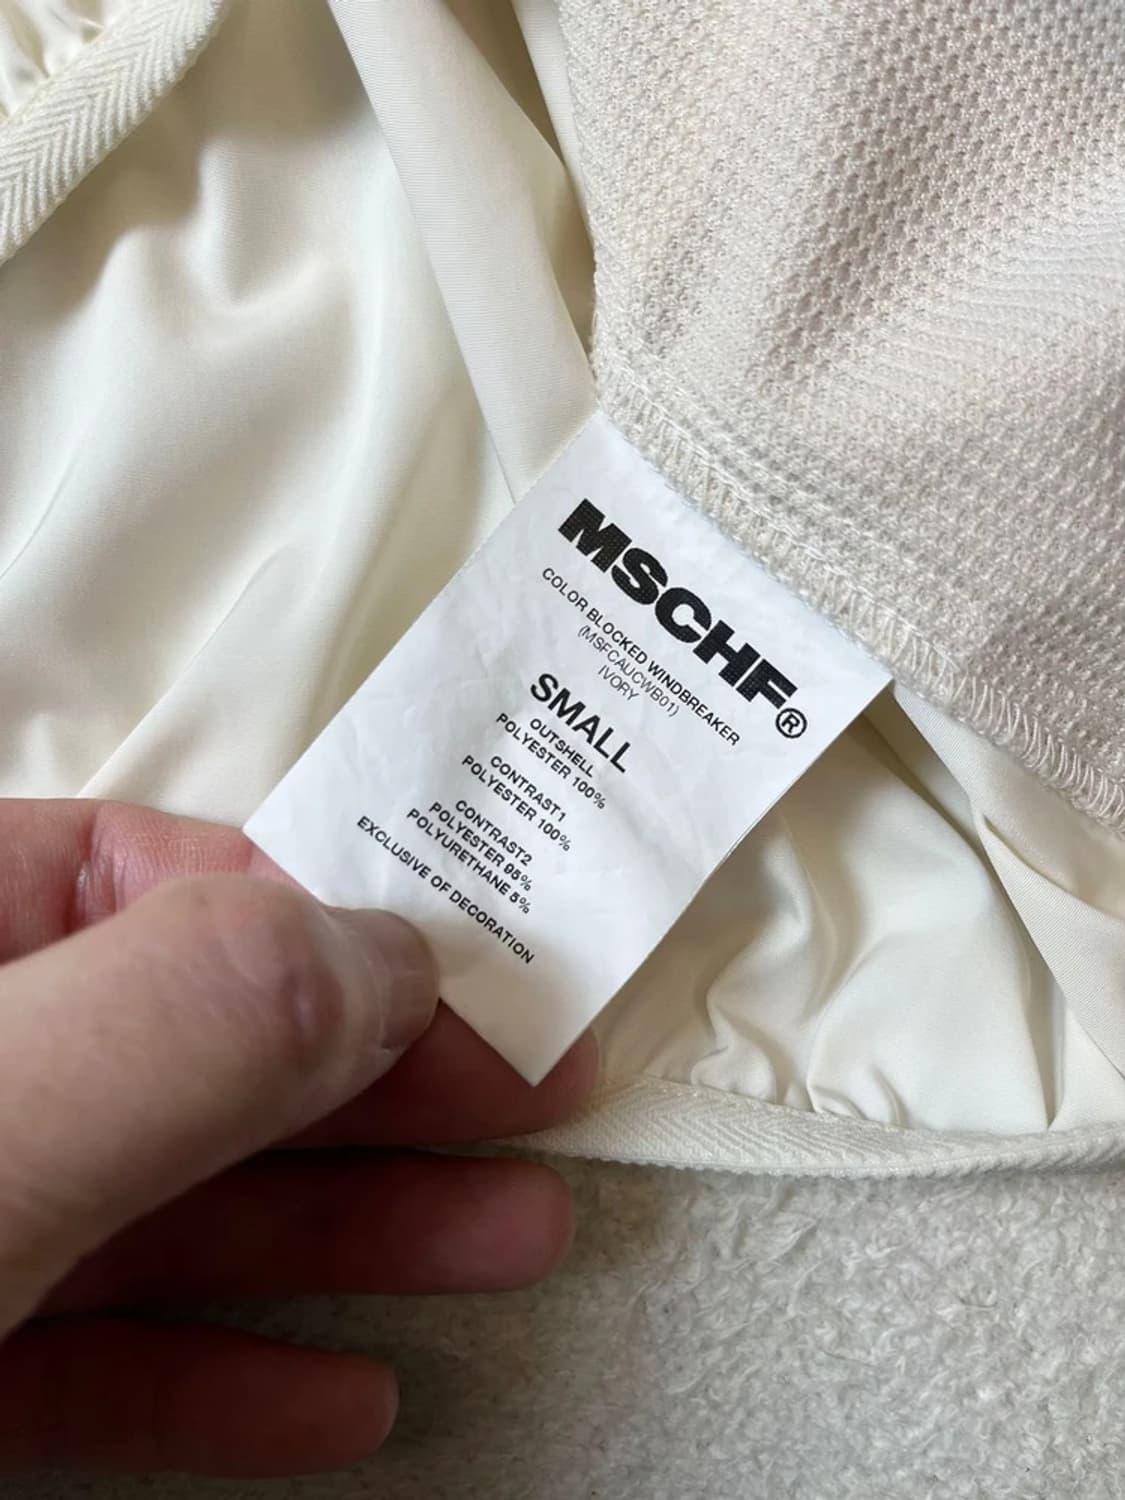 MSCHF®
COLOR BLOCKED WINDBREAKER
(MSFCAUCWB01)
IVORY
SMALL
OUTSHELL
POLYESTER 100%
CONTRAST1
POLYESTER 100%
CONTRAST2
POLYESTER 95%
POLYURETHANE 5%
EXCLUSIVE OF DECORATION